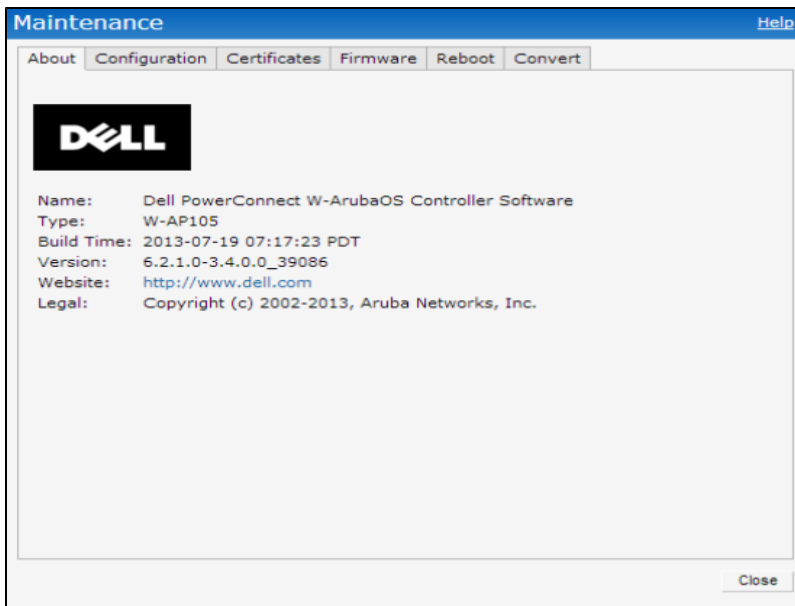 Maintenance Help
About Configuration Certificates Firmware Reboot Convert
DELL
Name: Dell PowerConnect W-ArubaOS Controller Software
Type: W-AP105
Build Time: 2013-07-19 07:17:23 PDT
Version: 6.2.1.0-3.4.0.0_39086
Website: http://www.dell.com
Legal: Copyright (c) 2002-2013, Aruba Networks, Inc.
Close